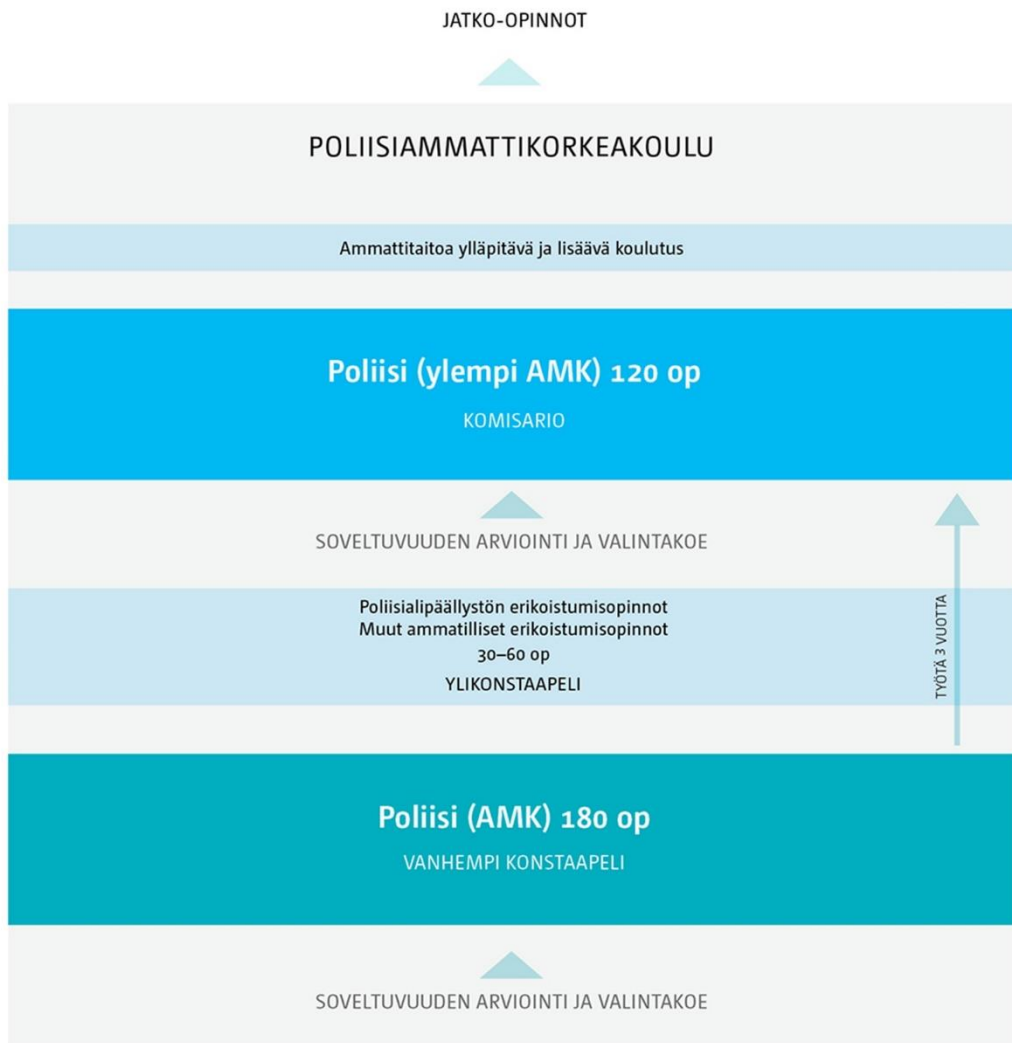 JATKO-OPINNOT
POLIISIAMMATTIKORKEAKOULU
Ammattitaitoa ylläpitävä ja lisäävä koulutus
Poliisi (ylempi AMK) 120 op
KOMISARIO
SOVELTUVUUDEN ARVIOINTI JA VALINTAKOE
Poliisialipäällystön erikoistumisopinnot
Muut ammatilliset erikoistumisopinnot
30–60 op
YLIKONSTAAPELI
TYÖTÄ 3 VUOTTA
Poliisi (AMK) 180 op
VANHEMPI KONSTAAPELI
SOVELTUVUUDEN ARVIOINTI JA VALINTAKOE